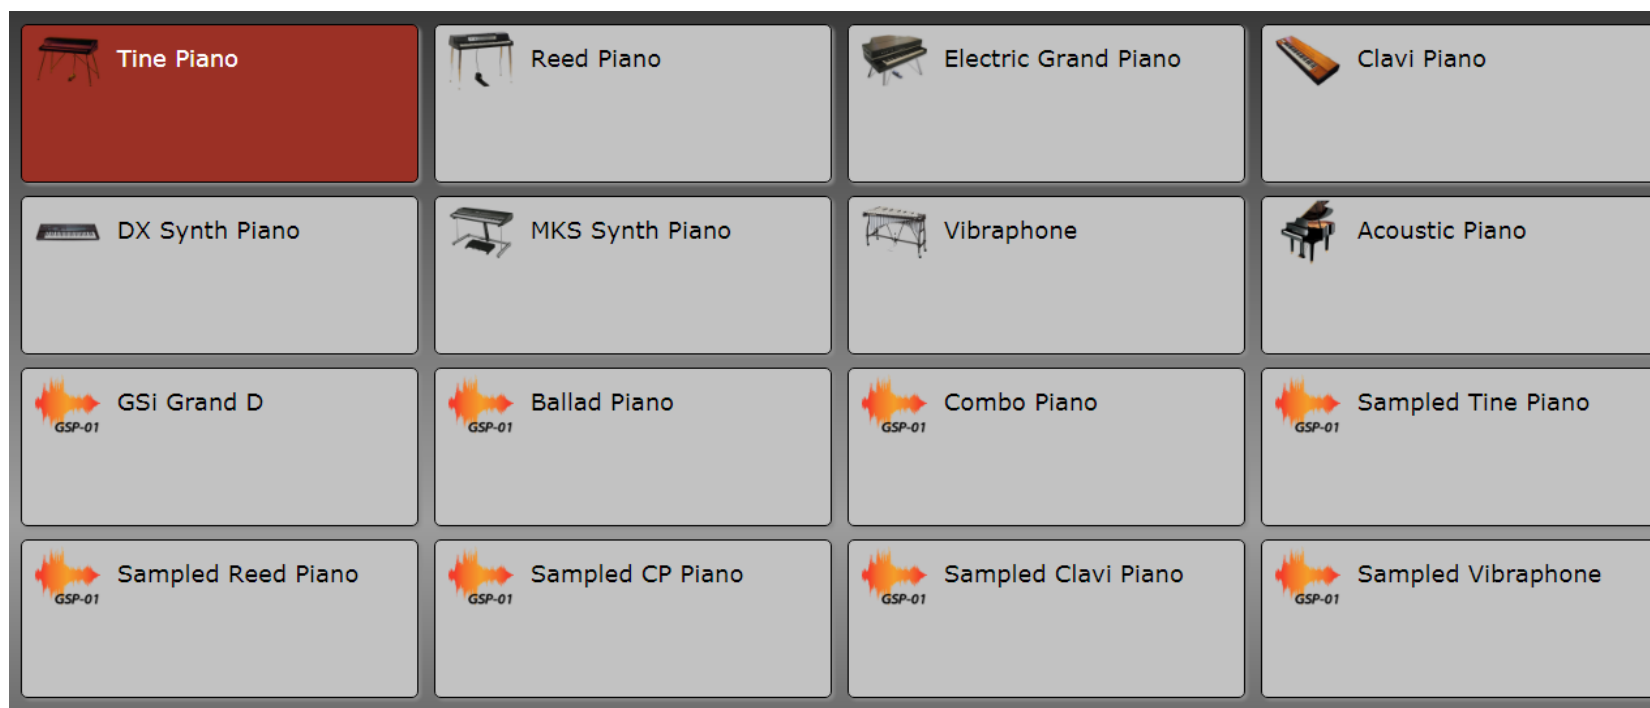 Tine Piano
Reed Piano
Electric Grand Piano
Clavi Piano
DX Synth Piano
MKS Synth Piano
Vibraphone
Acoustic Piano
GSi Grand D
GSP-01
Ballad Piano
GSP-01
Combo Piano
GSP-01
Sampled Tine Piano
GSP-01
Sampled Reed Piano
GSP-01
Sampled CP Piano
GSP-01
Sampled Clavi Piano
GSP-01
Sampled Vibraphone
GSP-01